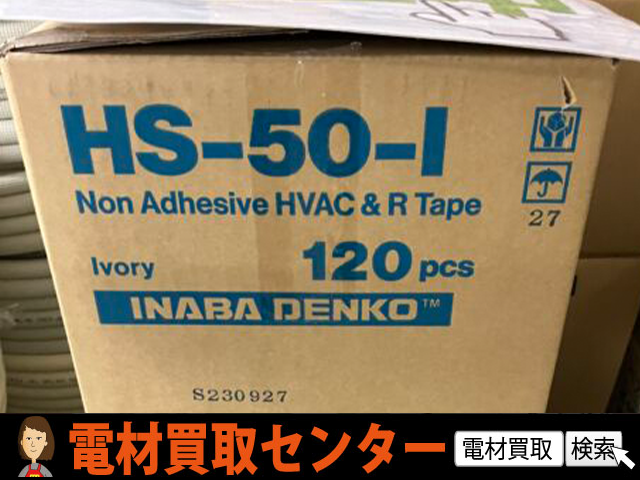 HS-50-I
Non Adhesive HVAC & R Tape
27
Ivory 120 pcs
INABA DENKO™
S230927
電材買取センター 電材買取 検索